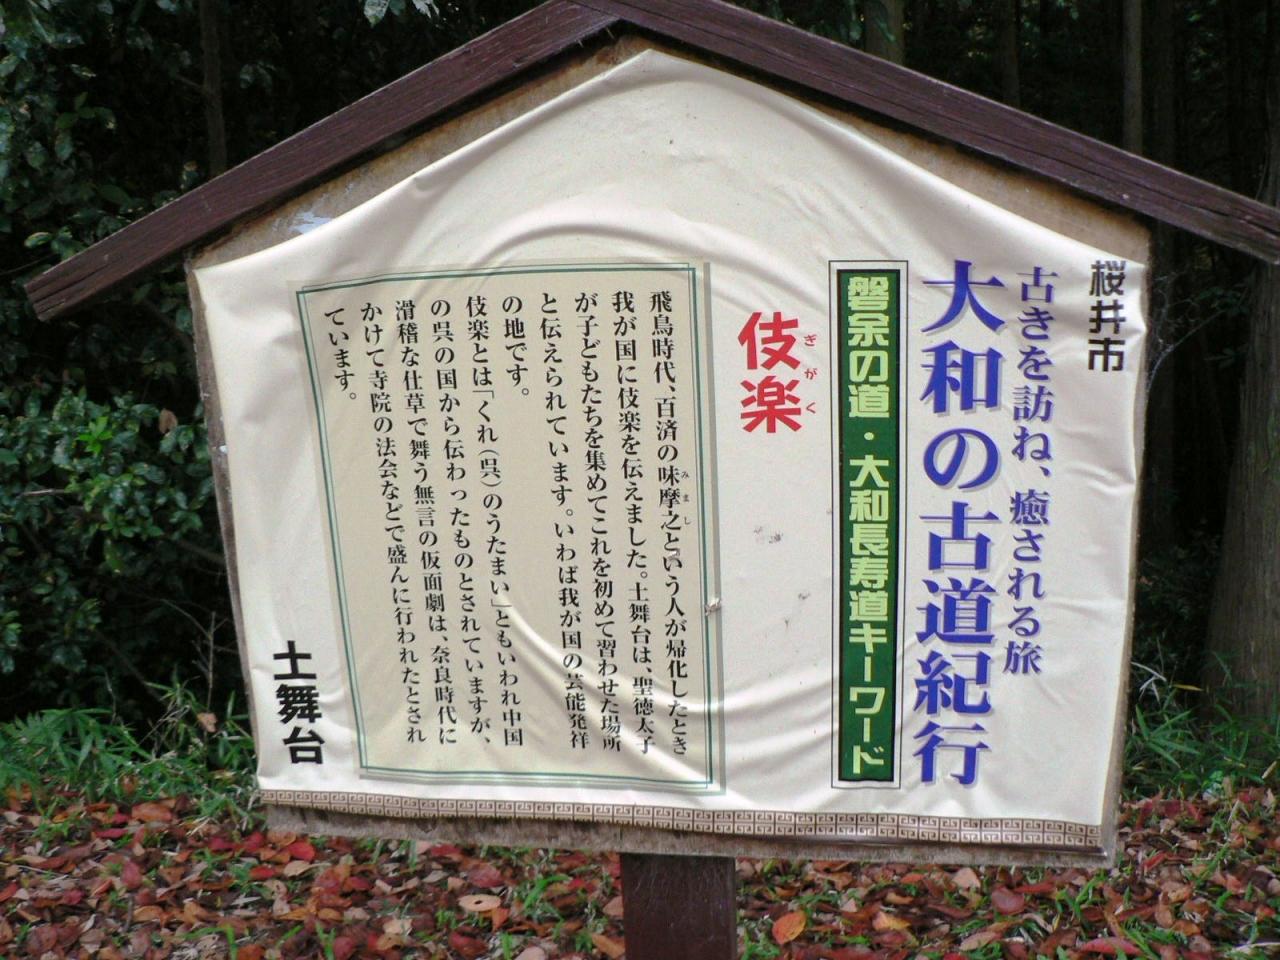 桜井市
古きを訪ね、癒される旅
大和の古道紀行
磐余の道・大和長寿道キーワード
伎楽
ぎがく
飛鳥時代、百済の味摩之という人が帰化したとき
みまし
我が国に伎楽を伝えました。土舞台は、聖徳太子
が子どもたちを集めてこれを初めて習わせた場所
と伝えられています。いわば我が国の芸能発祥
の地です。
伎楽とは「くれ（呉）のうたまい」ともいわれ中国
の呉の国から伝わったものとされていますが、
滑稽な仕草で舞う無言の仮面劇は、奈良時代に
かけて寺院の法会などで盛んに行われたとされ
ています。
土舞台